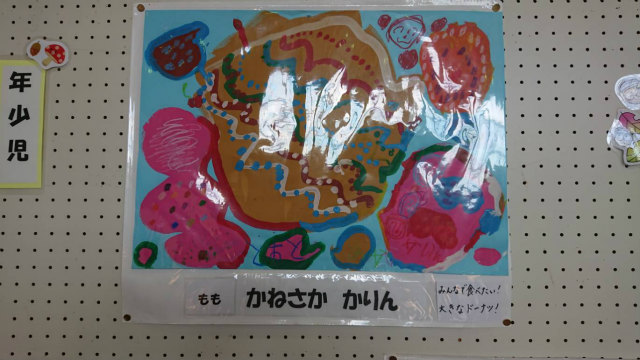 年少児
もも
かねさか かりん
みんなで食べたい!
大きなドーナツ!